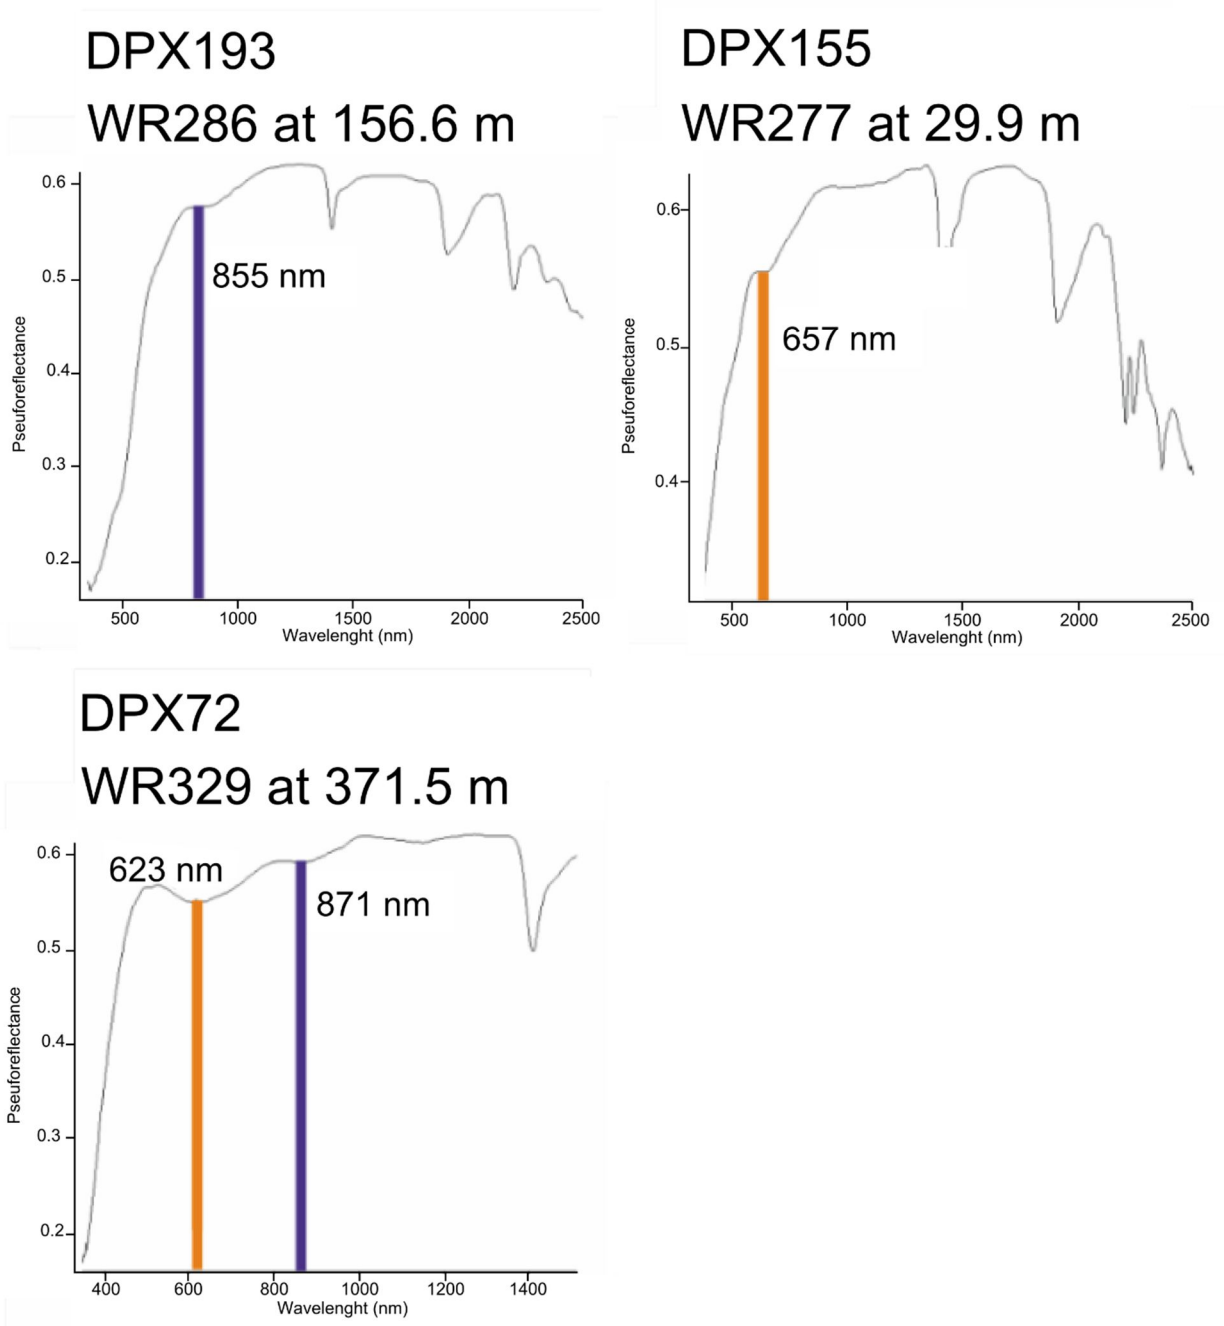 DPX193
WR286 at 156.6 m
0.6
0.5
0.4
0.3
0.2
Pseuforeflectance
855 nm
500
1000
1500
2000
2500
Wavelenght (nm)
DPX155
WR277 at 29.9 m
0.6
0.5
0.4
Pseuforeflectance
657 nm
500
1000
1500
2000
2500
Wavelenght (nm)
DPX72
WR329 at 371.5 m
0.6
0.5
0.4
0.3
0.2
Pseuforeflectance
623 nm
871 nm
400
600
800
1000
1200
1400
Wavelenght (nm)